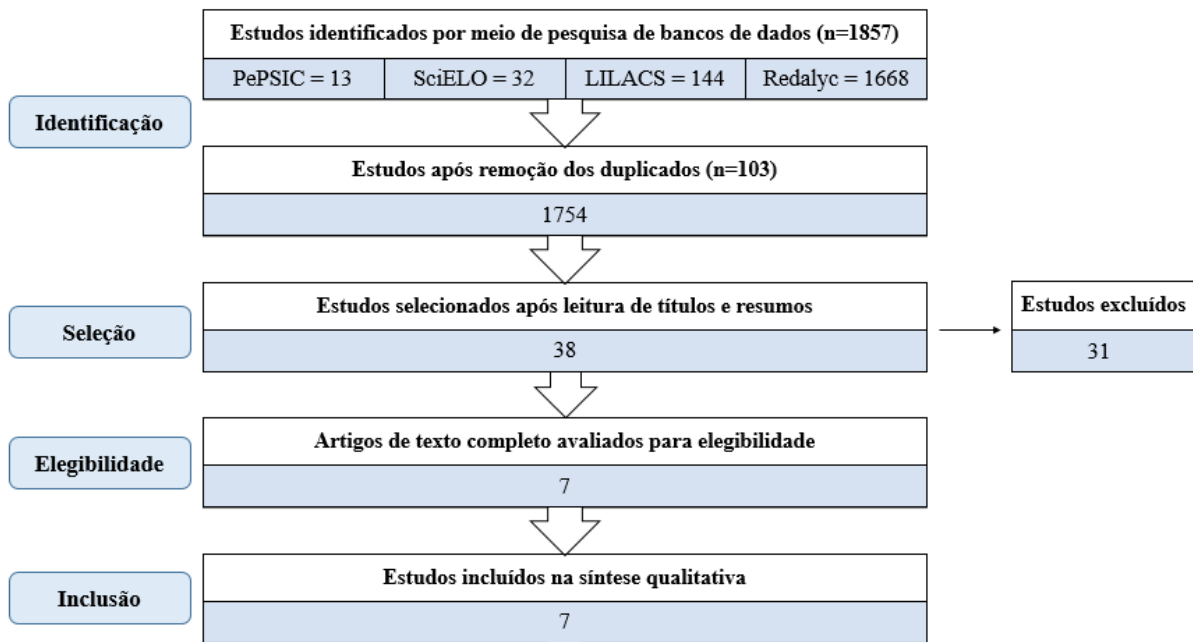 Estudos identificados por meio de pesquisa de bancos de dados (n=1857)
PePSIC = 13
SciELO = 32
LILACS = 144
Redalyc = 1668
Identificação
Estudos após remoção dos duplicados (n=103)
1754
Seleção
Estudos selecionados após leitura de títulos e resumos
38
Estudos excluídos
31
Elegibilidade
Artigos de texto completo avaliados para elegibilidade
7
Inclusão
Estudos incluídos na síntese qualitativa
7